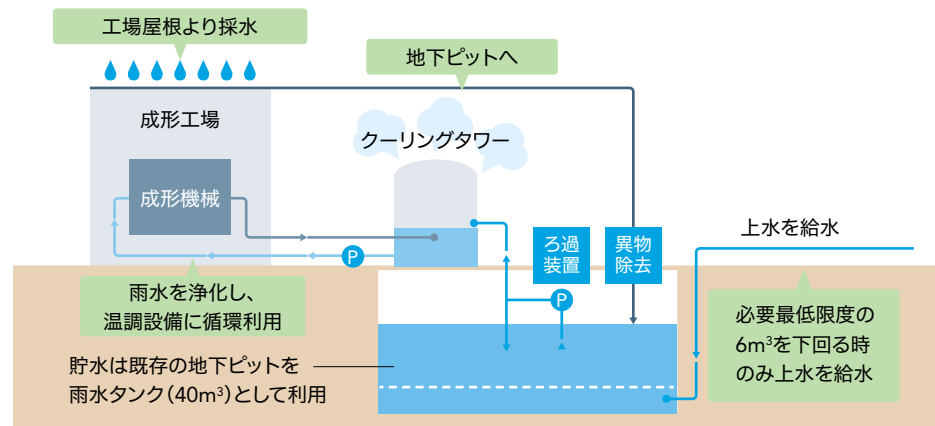 工場屋根より採水
地下ピットへ
成形工場
クーリングタワー
成形機械
上水を給水
ろ過
装置
異物
除去
P
P
雨水を浄化し、
温調設備に循環利用
必要最低限度の
6m³を下回る時
のみ上水を給水
貯水は既存の地下ピットを
雨水タンク(40m³)として利用